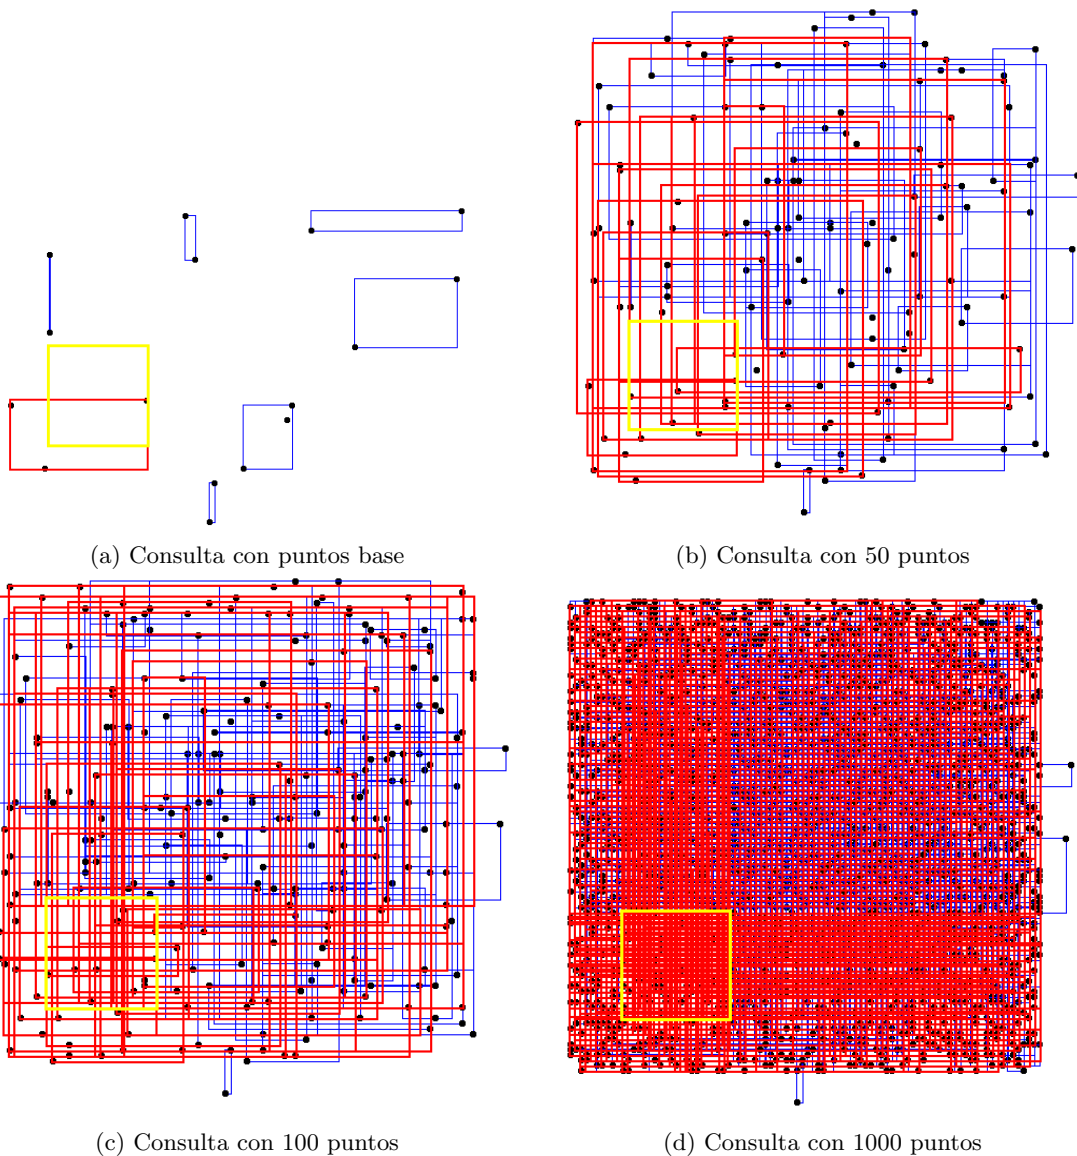 (a) Consulta con puntos base
(b) Consulta con 50 puntos
(c) Consulta con 100 puntos
(d) Consulta con 1000 puntos